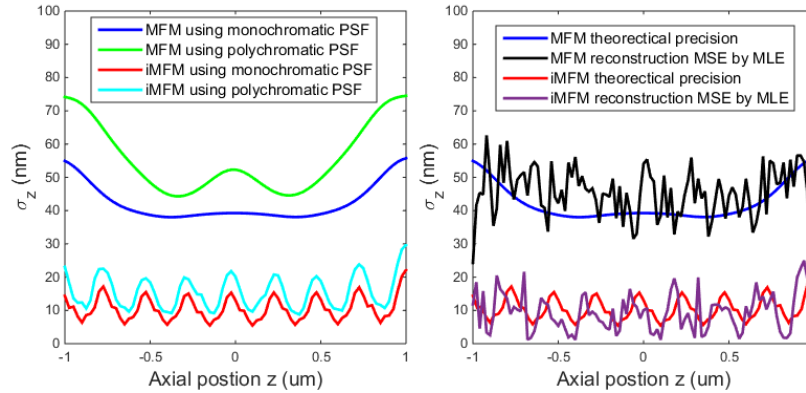 100
90
80
70
60
50
40
30
20
10
0
σz (nm)
-1
-0.5
0
0.5
1
Axial postion z (um)
MFM using monochromatic PSF
MFM using polychromatic PSF
iMFM using monochromatic PSF
iMFM using polychromatic PSF
100
90
80
70
60
50
40
30
20
10
0
σz (nm)
-1
-0.5
0
0.5
Axial postion z (um)
MFM theorectical precision
MFM reconstruction MSE by MLE
iMFM theorectical precision
iMFM reconstruction MSE by MLE